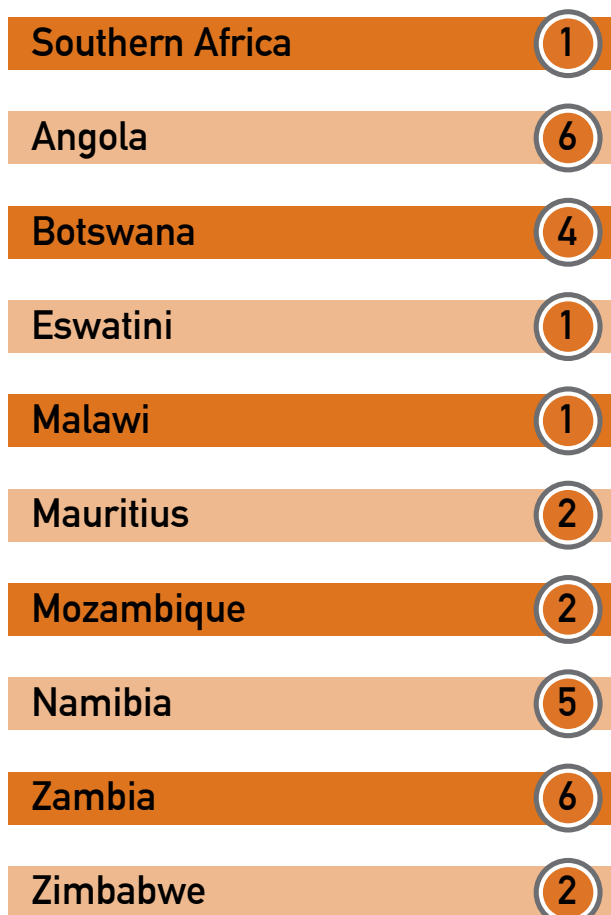 Southern Africa 1
Angola 6
Botswana 4
Eswatini 1
Malawi 1
Mauritius 2
Mozambique 2
Namibia 5
Zambia 6
Zimbabwe 2